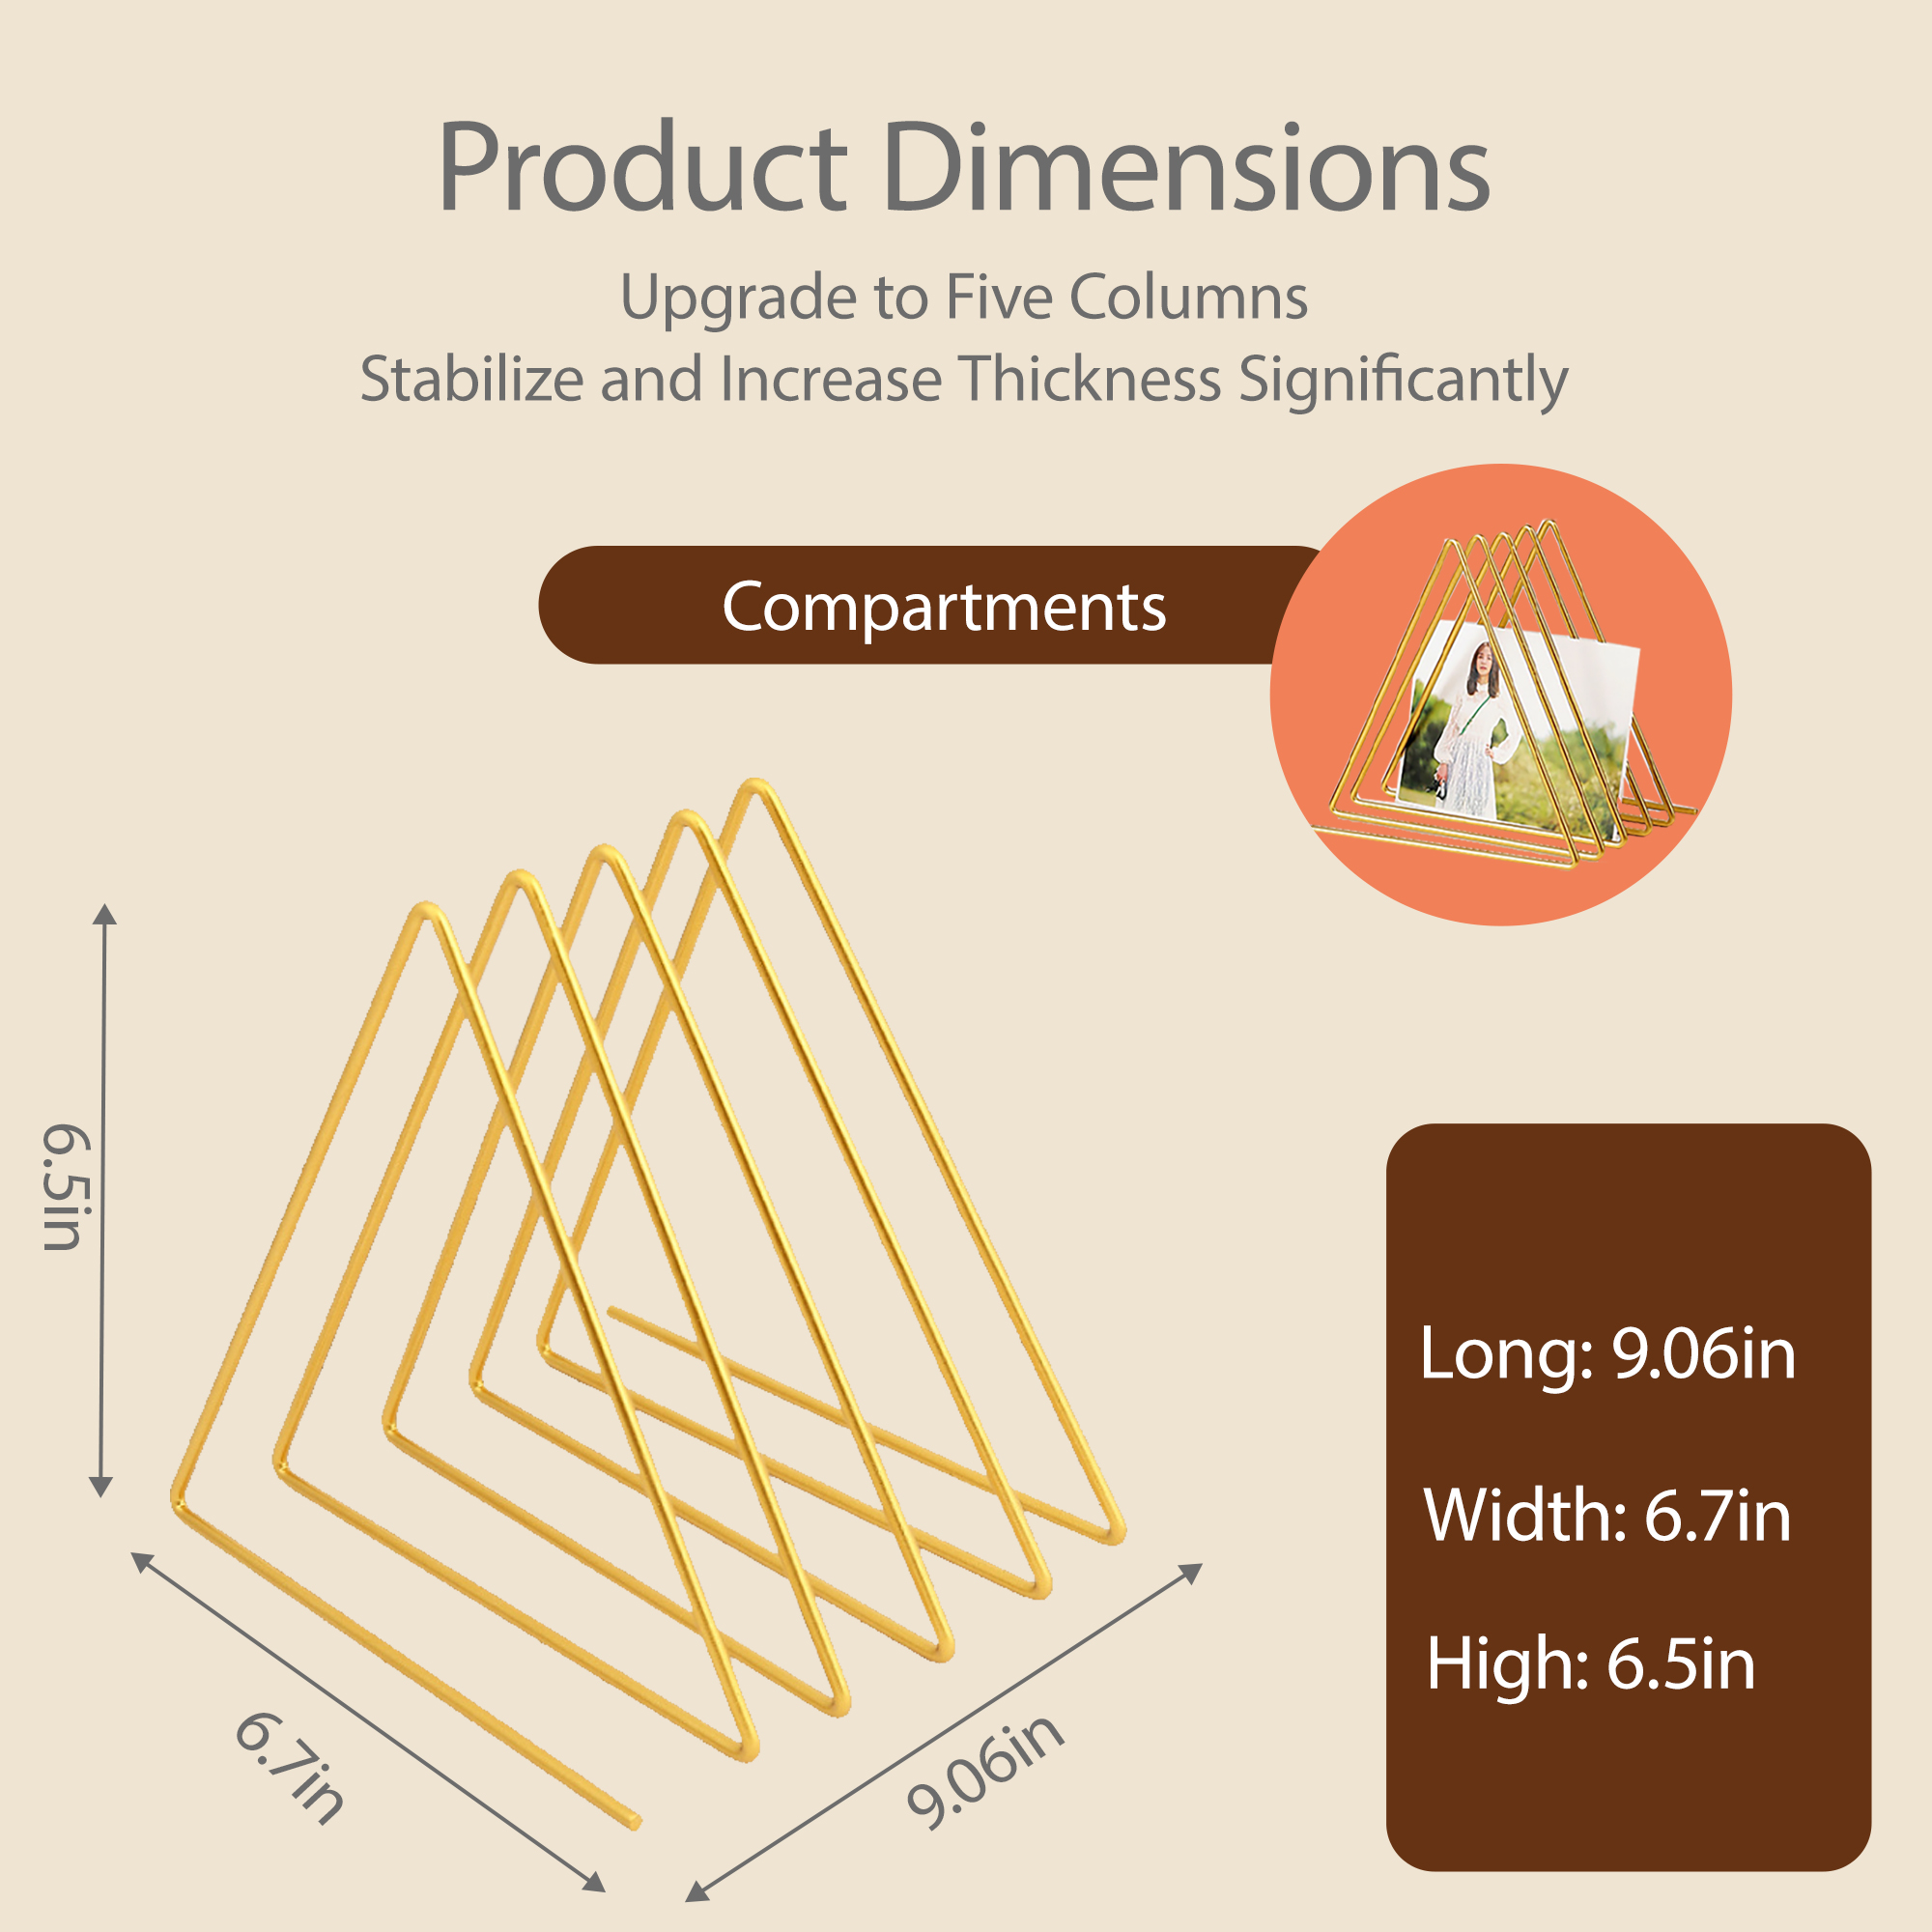 Product Dimensions
Upgrade to Five Columns
Stabilize and Increase Thickness Significantly
Compartments
6.5in
6.7in
9.06in
Long: 9.06in
Width: 6.7in
High: 6.5in